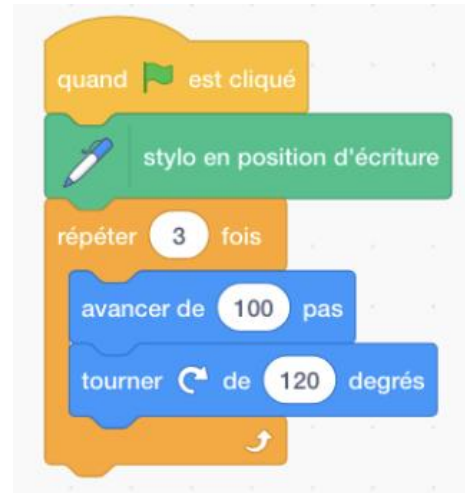 quand est cliqué
stylo en position d'écriture
répéter 3 fois
avancer de 100 pas
tourner de 120 degrés